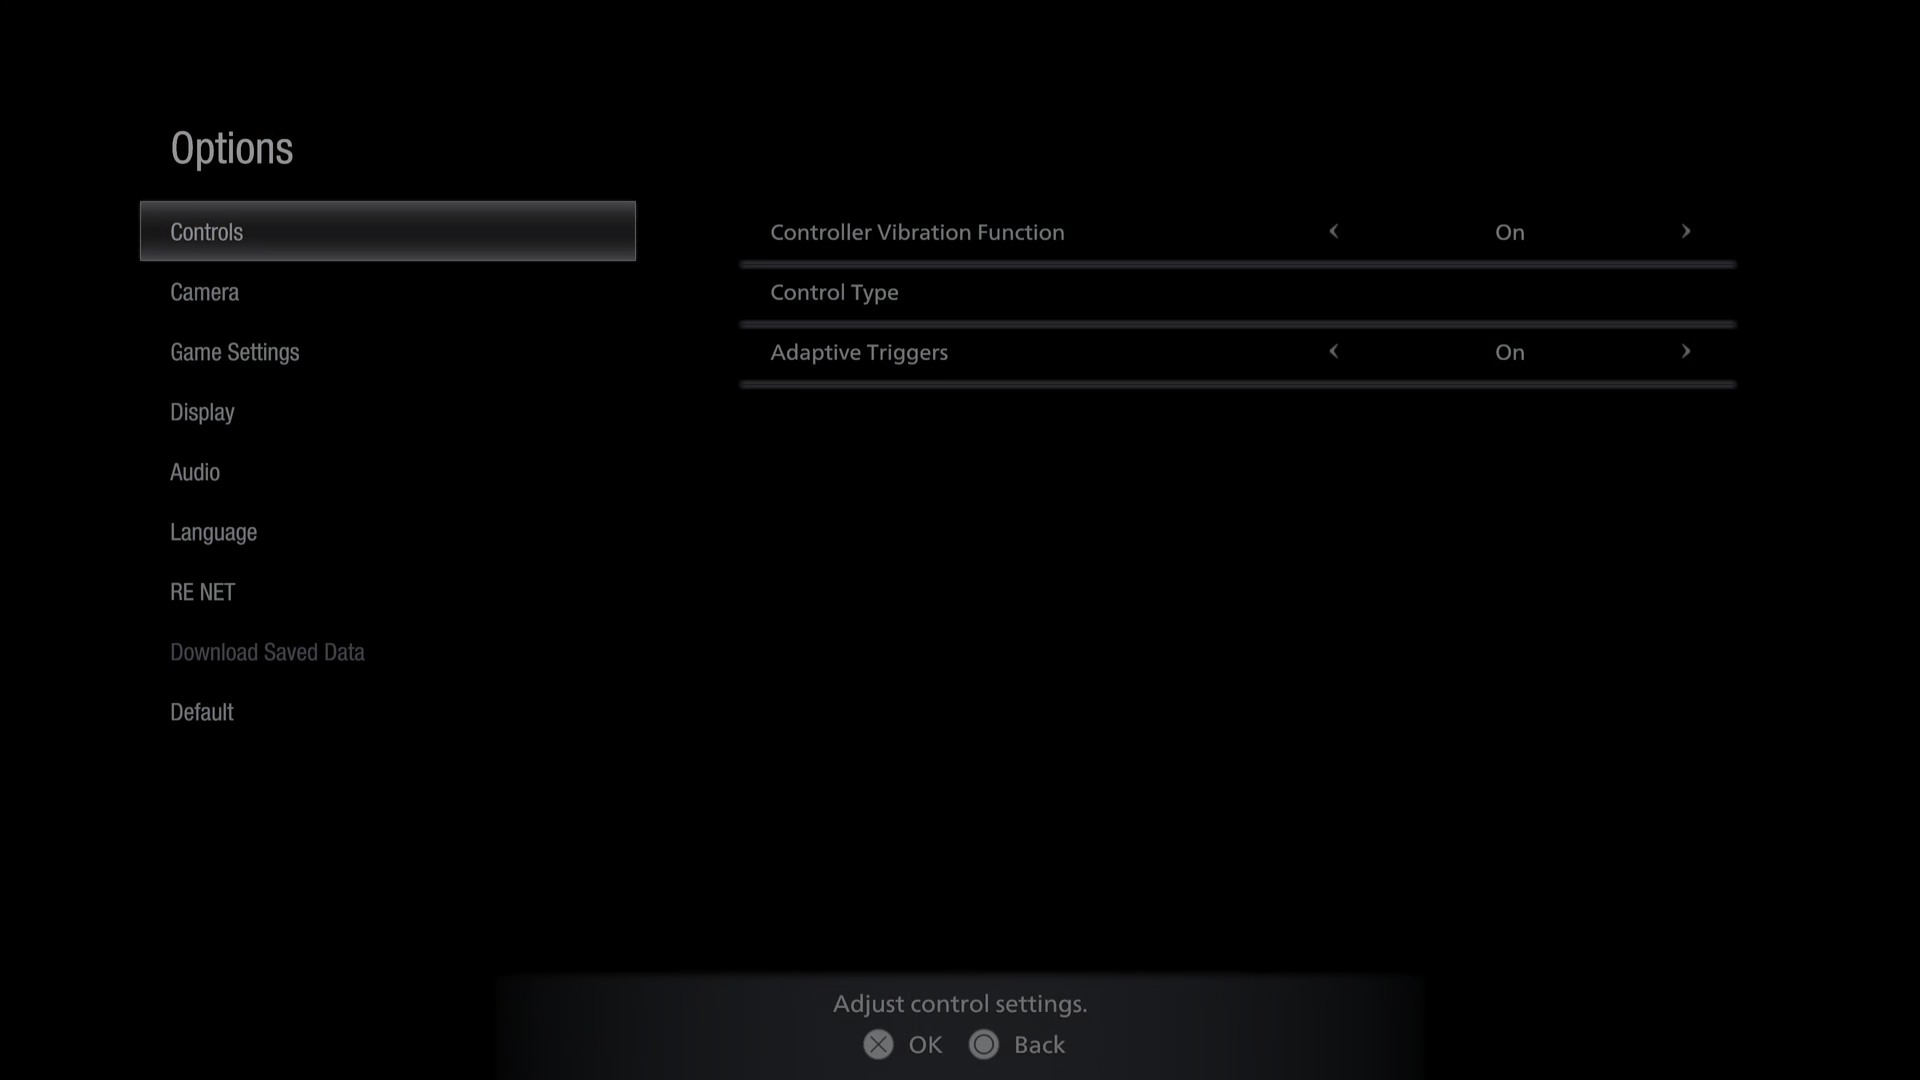 Options
Controls
Camera
Game Settings
Display
Audio
Language
RE NET
Download Saved Data
Default
Controller Vibration Function On
Control Type
Adaptive Triggers On
Adjust control settings.
OK Back